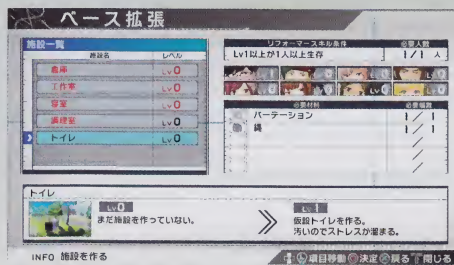 ベース拡張
施設一覧
施設名 レベル
倉庫 Lv0
工作室 Lv0
寝室 Lv0
調理室 Lv0
トイレ Lv0
リフォーマースキル条件 必要人数
Lv1以上が1人以上生存 1/1 人
必要材料 必要個数
パーテーション 1/1
縄 1/1
/
/
/
トイレ
Lv0
まだ施設を作っていない。
Lv1
仮設トイレを作る。
汚いのでストレスが溜まる。
INFO 施設を作る
項目移動 決定 戻る 閉じる